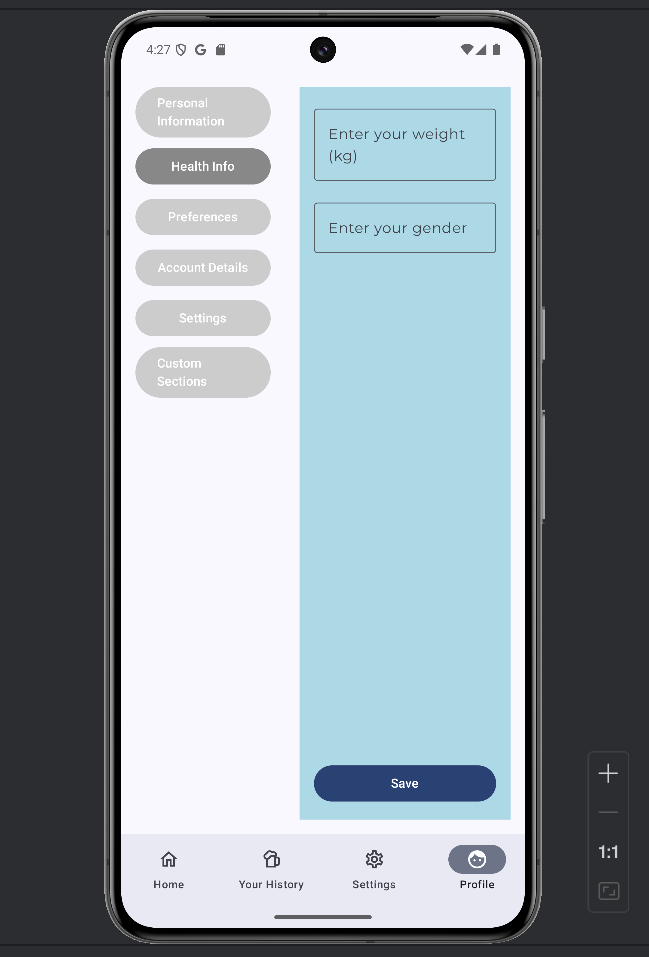 4:27
Personal
Information
Health Info
Preferences
Account Details
Settings
Custom
Sections
Enter your weight
(kg)
Enter your gender
Save
Home
Your History
Settings
Profile
1:1